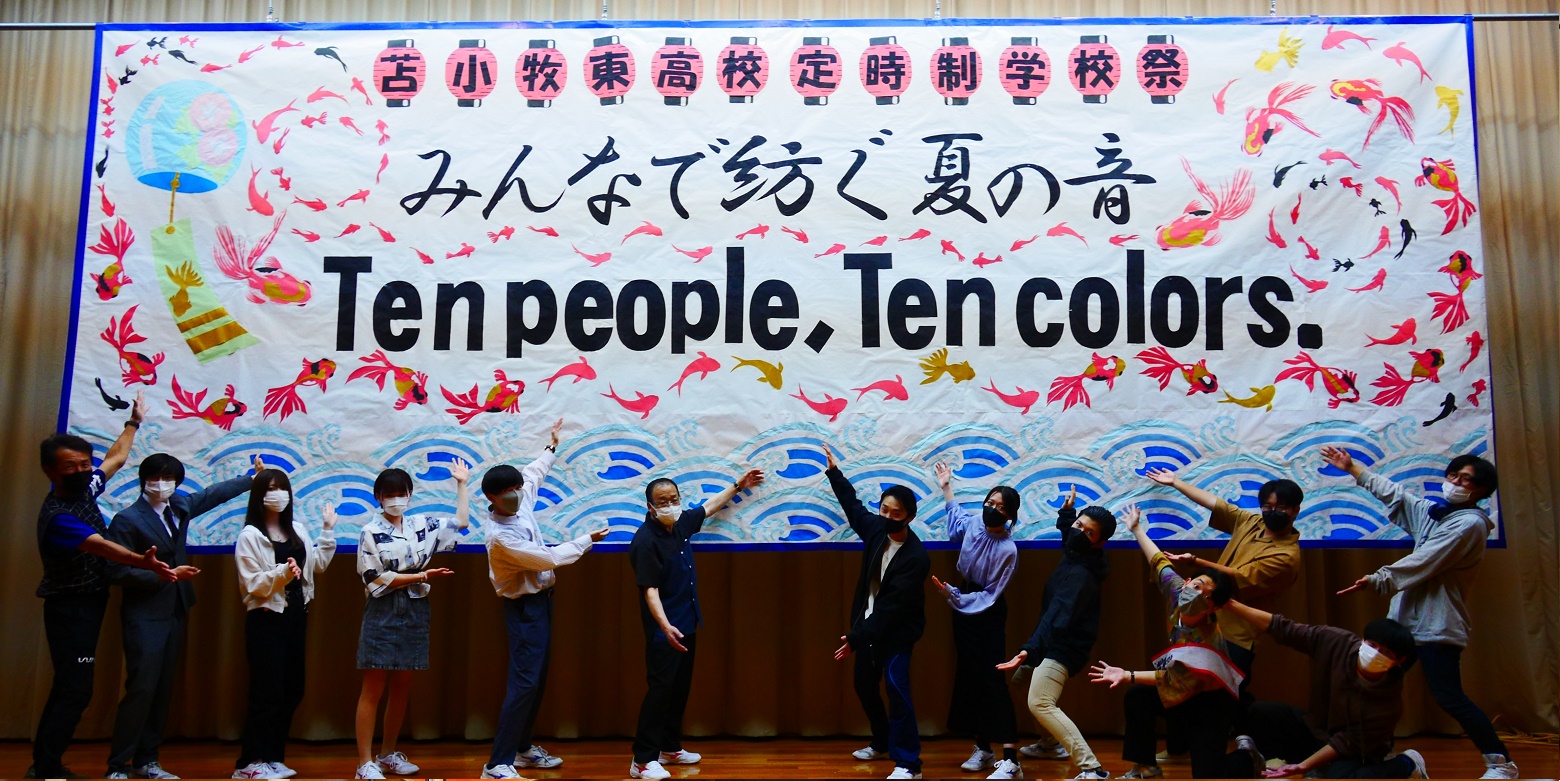 苫小牧東高校定時制学校祭
みんなで紡ぐ夏の音
Ten people, Ten colors.